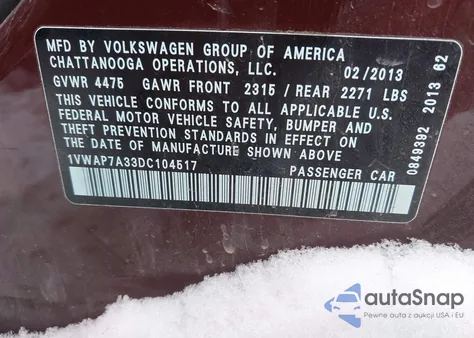 MFD BY VOLKSWAGEN GROUP OF AMERICA
CHATTANOOGA OPERATIONS, LLC. 02/2013
GVWR 4475 GAWR FRONT 2315 / REAR 2271 LBS
THIS VEHICLE CONFORMS TO ALL APPLICABLE U.S.
FEDERAL MOTOR VEHICLE SAFETY, BUMPER AND
THEFT PREVENTION STANDARDS IN EFFECT ON
THE DATE OF MANUFACTURE SHOWN ABOVE.
1VWAP7A33DC104517 PASSENGER CAR
0849392 2013 62
autoSnap
Pewne auta z aukcji USA i EU